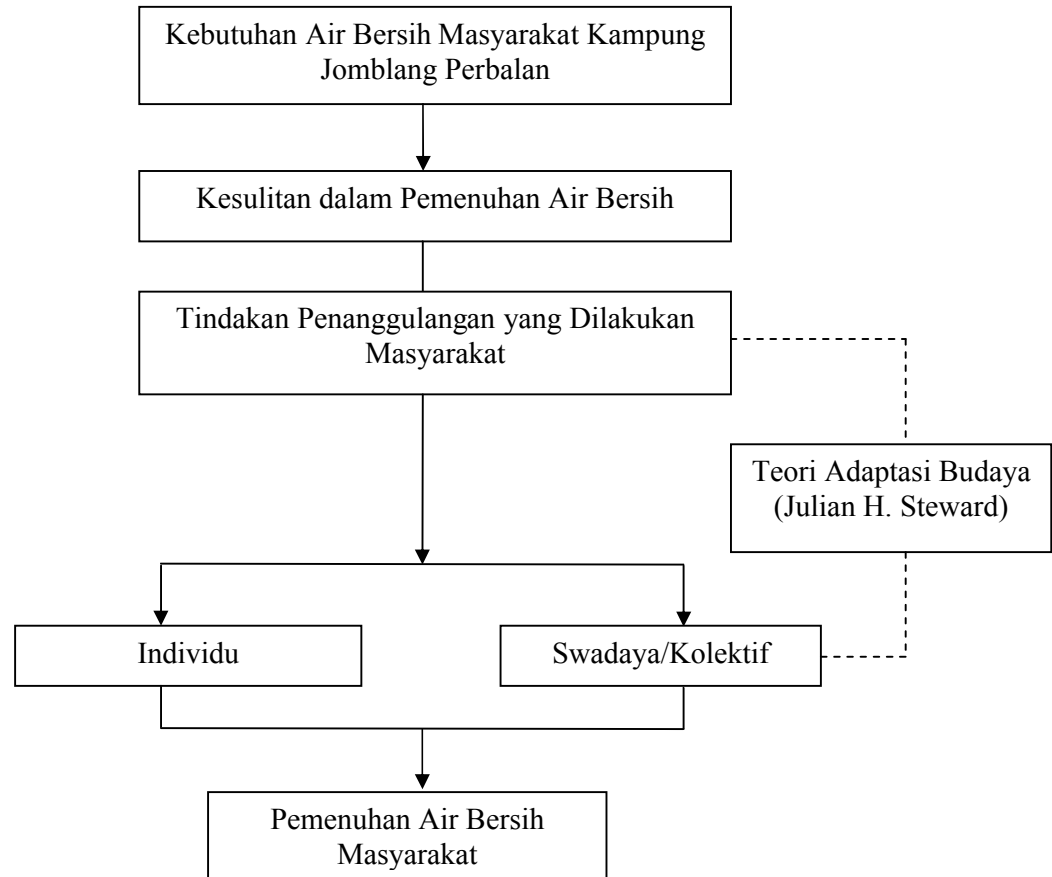 Kebutuhan Air Bersih Masyarakat Kampung
Jomblang Perbalan
Kesulitan dalam Pemenuhan Air Bersih
Tindakan Penanggulangan yang Dilakukan
Masyarakat
Teori Adaptasi Budaya
(Julian H. Steward)
Individu
Swadaya/Kolektif
Pemenuhan Air Bersih
Masyarakat